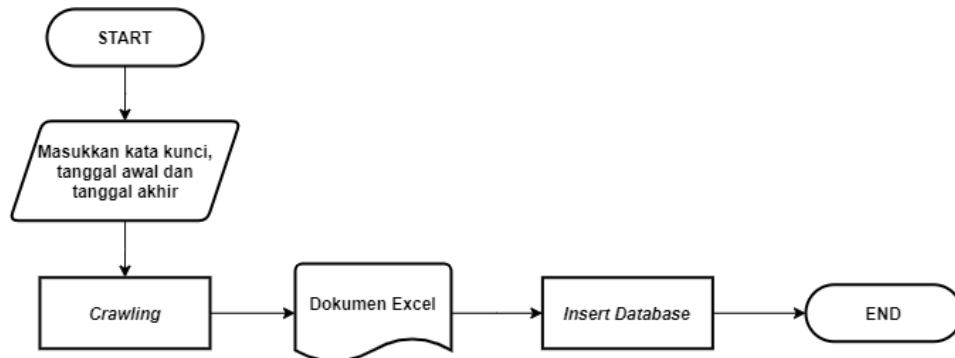 START
Masukkan kata kunci,
tanggal awal dan
tanggal akhir
Crawling
Dokumen Excel
Insert Database
END